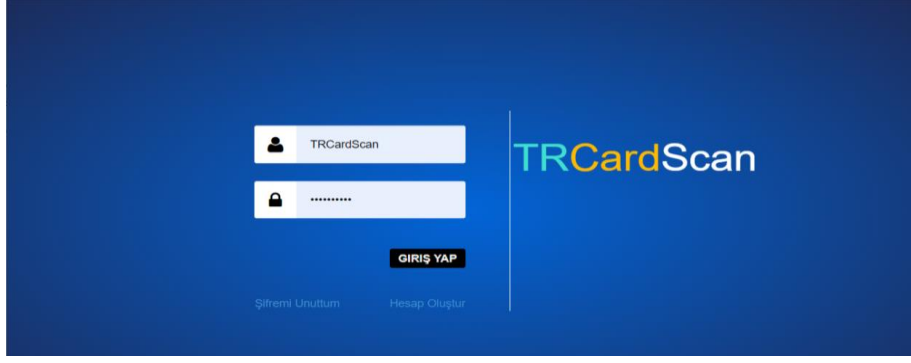 TRCardScan
••••••••••
TRCardScan
GIRIŞ YAP
Şifremi Unuttum
Hesap Oluştur